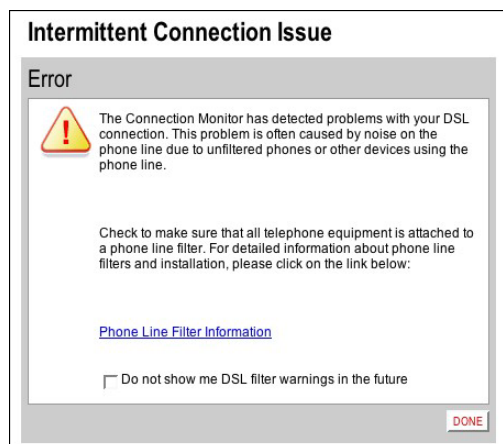 Intermittent Connection Issue
Error
The Connection Monitor has detected problems with your DSL
connection. This problem is often caused by noise on the
phone line due to unfiltered phones or other devices using the
phone line.
Check to make sure that all telephone equipment is attached to
a phone line filter. For detailed information about phone line
filters and installation, please click on the link below:
Phone Line Filter Information
Do not show me DSL filter warnings in the future
DONE